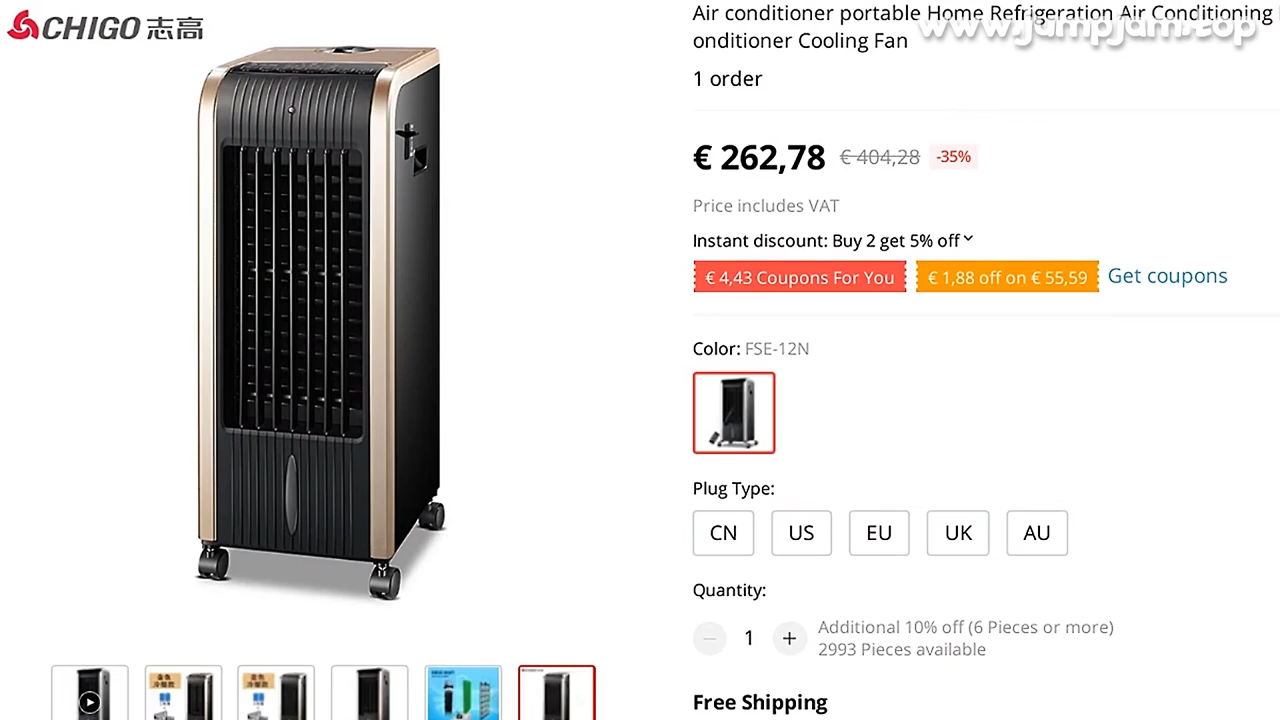 CHIGO 志高
Air conditioner portable Home Refrigeration Air Conditioning
www.jampjam.top
onditioner Cooling Fan
1 order
€ 262,78 € 404,28 -35%
Price includes VAT
Instant discount: Buy 2 get 5% off
€ 4,43 Coupons For You € 1,88 off on € 55,59 Get coupons
Color: FSE-12N
Plug Type:
CN US EU UK AU
Quantity:
1 Additional 10% off (6 Pieces or more)
2993 Pieces available
Free Shipping